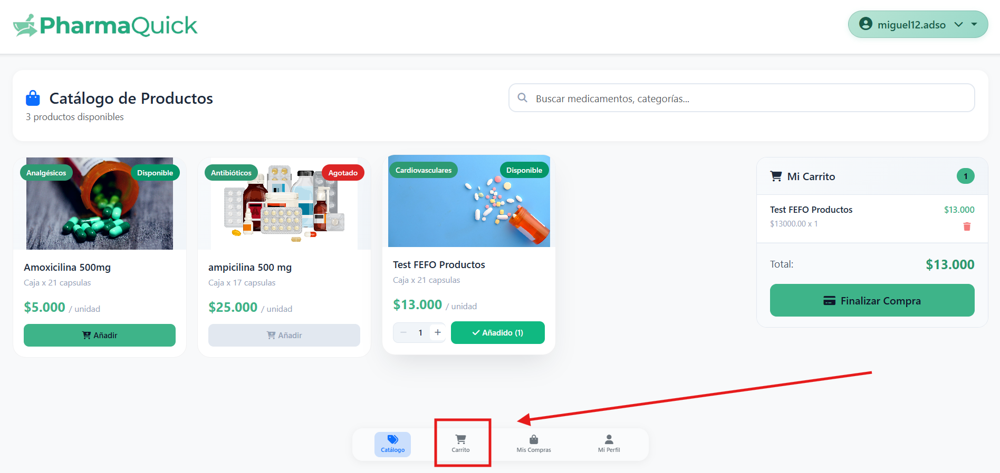 PharmaQuick
miguel12.adso
Catálogo de Productos
3 productos disponibles
Buscar medicamentos, categorías...
Analgésicos
Disponible
Amoxicilina 500mg
Caja x 21 capsulas
$5.000 / unidad
Añadir
Antibióticos
Agotado
ampicilina 500 mg
Caja x 17 capsulas
$25.000 / unidad
Añadir
Cardiovasculares
Disponible
Test FEFO Productos
Caja x 21 capsulas
$13.000 / unidad
− 1 +
Añadido (1)
Mi Carrito
1
Test FEFO Productos
$13.000
$13000.00 x 1
Total:
$13.000
Finalizar Compra
Catálogo
Carrito
Mis Compras
Mi Perfil